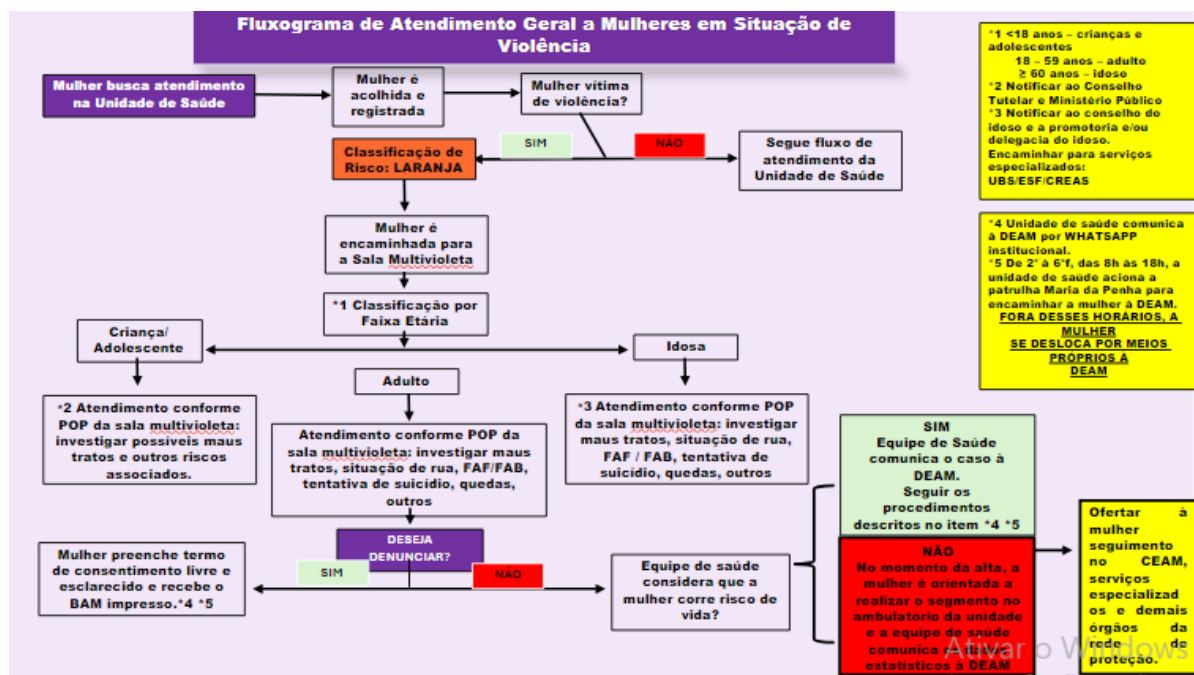 Fluxograma de Atendimento Geral a Mulheres em Situação de
Violência
Mulher busca atendimento
na Unidade de Saúde
Mulher é
acolhida e
registrada
Mulher vítima
de violência?
SIM
NÃO
Classificação de
Risco: LARANJA
Segue fluxo de
atendimento da
Unidade de Saúde
Mulher é
encaminhada para
a Sala Multivioleta
*1 Classificação por
Faixa Etária
Criança/
Adolescente
Adulto
Idosa
*2 Atendimento conforme
POP da sala multivioleta:
investigar possíveis maus
tratos e outros riscos
associados.
Atendimento conforme POP da
sala multivioleta: investigar maus
tratos, situação de rua, FAF/FAB,
tentativa de suicídio, quedas,
outros
*3 Atendimento conforme POP
da sala multivioleta: investigar
maus tratos, situação de rua,
FAF / FAB, tentativa de
suicídio, quedas, outros
DESEJA
DENUNCIAR?
SIM
NÃO
Mulher preenche termo
de consentimento livre e
esclarecido e recebe o
BAM impresso.*4 *5
Equipe de saúde
considera que a
mulher corre risco de
vida?
SIM
Equipe de Saúde
comunica o caso à
DEAM.
Seguir os
procedimentos
descritos no item *4 *5
NÃO
No momento da alta, a
mulher é orientada a
realizar o segmento no
ambulatório da unidade
e a equipe de saúde
comunica os dados
estatísticos à DEAM
Ofertar à
mulher
seguimento
no CEAM,
serviços
especializad
os e demais
órgãos da
rede de
proteção.
*1 <18 anos – crianças e
adolescentes
18 – 59 anos – adulto
≥ 60 anos – idoso
*2 Notificar ao Conselho
Tutelar e Ministério Público
*3 Notificar ao conselho do
idoso e a promotoria e/ou
delegacia do idoso.
Encaminhar para serviços
especializados:
UBS/ESF/CREAS
*4 Unidade de saúde comunica
à DEAM por WHATSAPP
institucional.
*5 De 2ª à 6ªf, das 8h às 18h, a
unidade de saúde aciona a
patrulha Maria da Penha para
encaminhar a mulher à DEAM.
FORA DESSES HORÁRIOS, A
MULHER
SE DESLOCA POR MEIOS
PRÓPRIOS À
DEAM
Ativar o Windows